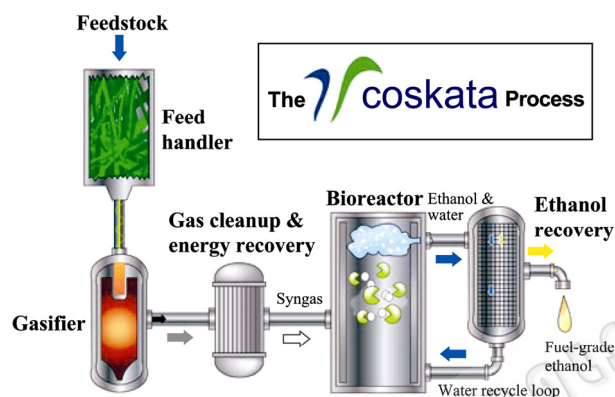 Feedstock
The coskata Process
Feed
handler
Gas cleanup &
energy recovery
Bioreactor
Ethanol &
water
Ethanol
recovery
Gasifier
Syngas
Fuel-grade
ethanol
Water recycle loop